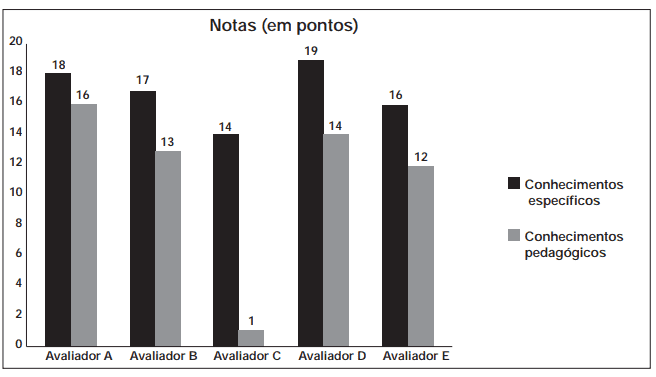 Notas (em pontos)
20
18
16
14
12
10
8
6
4
2
0
18
16
17
13
14
1
19
14
16
12
Avaliador A
Avaliador B
Avaliador C
Avaliador D
Avaliador E
Conhecimentos
específicos
Conhecimentos
pedagógicos